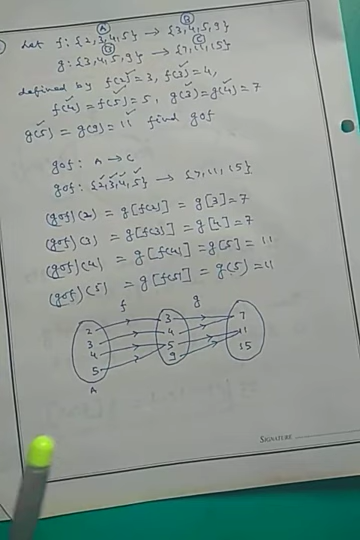 A B
Let f: {2,3,4,5} → {3,4,5,9}
B C
g: {3,4,5,9} → {7,11,15}
defined by f(2)=3, f(3)=4,
f(4)=f(5)=5, g(3)=g(4)=7
g(5)=g(9)=11 find gof
gof: A→C
gof: {2,3,4,5} → {7,11,15}
(gof)(2) = g[f(2)] = g[3]=7
(gof)(3) = g[f(3)] = g[4]=7
(gof)(4) = g[f(4)] = g(5) = 11
(gof)(5) = g[f(5)] = g(5) = 11
f g
2 3 7
3 4 11
4 5 15
5 9
A
SIGNATURE